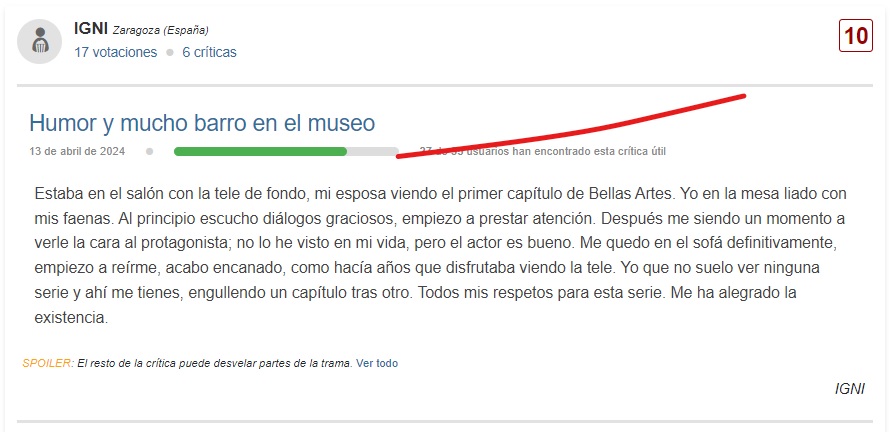 IGNI Zaragoza (España)
17 votaciones 6 críticas
10
Humor y mucho barro en el museo
13 de abril de 2024
27 de 35 usuarios han encontrado esta crítica útil
Estaba en el salón con la tele de fondo, mi esposa viendo el primer capítulo de Bellas Artes. Yo en la mesa liado con
mis faenas. Al principio escucho diálogos graciosos, empiezo a prestar atención. Después me siendo un momento a
verle la cara al protagonista; no lo he visto en mi vida, pero el actor es bueno. Me quedo en el sofá definitivamente,
empiezo a reírme, acabo encanado, como hacía años que disfrutaba viendo la tele. Yo que no suelo ver ninguna
serie y ahí me tienes, engullendo un capítulo tras otro. Todos mis respetos para esta serie. Me ha alegrado la
existencia.
SPOILER: El resto de la crítica puede desvelar partes de la trama. Ver todo
IGNI